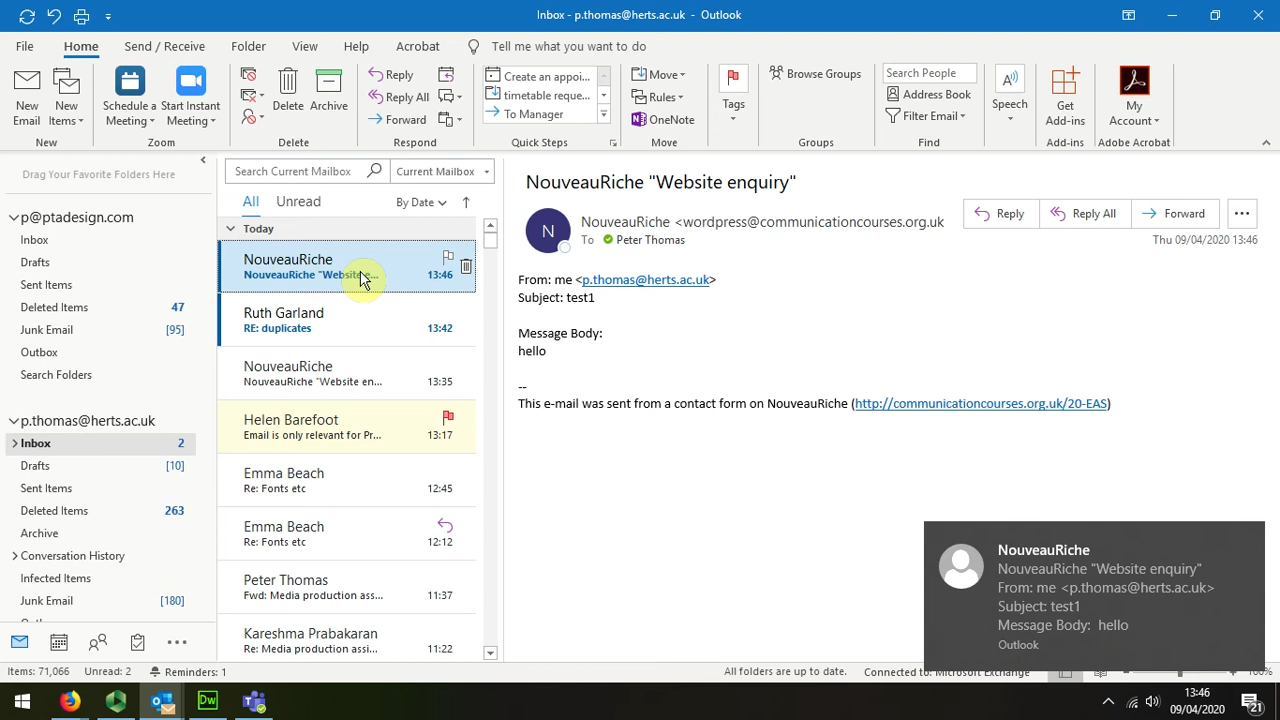 Inbox - p.thomas@herts.ac.uk - Outlook
File Home Send / Receive Folder View Help Acrobat Tell me what you want to do
New Email
New Items
New
Schedule a Meeting
Start Instant Meeting
Zoom
Delete
Archive
Delete
Reply
Reply All
Forward
Respond
Create an appoi...
timetable reque...
To Manager
Quick Steps
Move
Rules
OneNote
Move
Tags
Browse Groups
Groups
Search People
Address Book
Filter Email
Find
Speech
Get Add-ins
Add-ins
My Account
Adobe Acrobat
Drag Your Favorite Folders Here
p@ptadesign.com
Inbox
Drafts
Sent Items
Deleted Items 47
Junk Email [95]
Outbox
Search Folders
p.thomas@herts.ac.uk
Inbox 2
Drafts [10]
Sent Items
Deleted Items 263
Archive
Conversation History
Infected Items
Junk Email [180]
Search Current Mailbox Current Mailbox
All Unread By Date
Today
NouveauRiche
NouveauRiche "Website e... 13:46
Ruth Garland
RE: duplicates 13:42
NouveauRiche
NouveauRiche "Website en... 13:35
Helen Barefoot
Email is only relevant for Pr... 13:17
Emma Beach
Re: Fonts etc 12:45
Emma Beach
Re: Fonts etc 12:12
Peter Thomas
Fwd: Media production ass... 11:37
Kareshma Prabakaran
Re: Media production assi... 11:22
NouveauRiche "Website enquiry"
N
NouveauRiche <wordpress@communicationcourses.org.uk
To Peter Thomas
Reply Reply All Forward
Thu 09/04/2020 13:46
From: me <p.thomas@herts.ac.uk>
Subject: test1
Message Body:
hello
--
This e-mail was sent from a contact form on NouveauRiche (http://communicationcourses.org.uk/20-EAS)
NouveauRiche
NouveauRiche "Website enquiry"
From: me <p.thomas@herts.ac.uk>
Subject: test1
Message Body: hello
Outlook
Items: 71,066 Unread: 2 Reminders: 1 All folders are up to date. Connected to: Microsoft Exchange 100%
Dw
13:46
09/04/2020
21